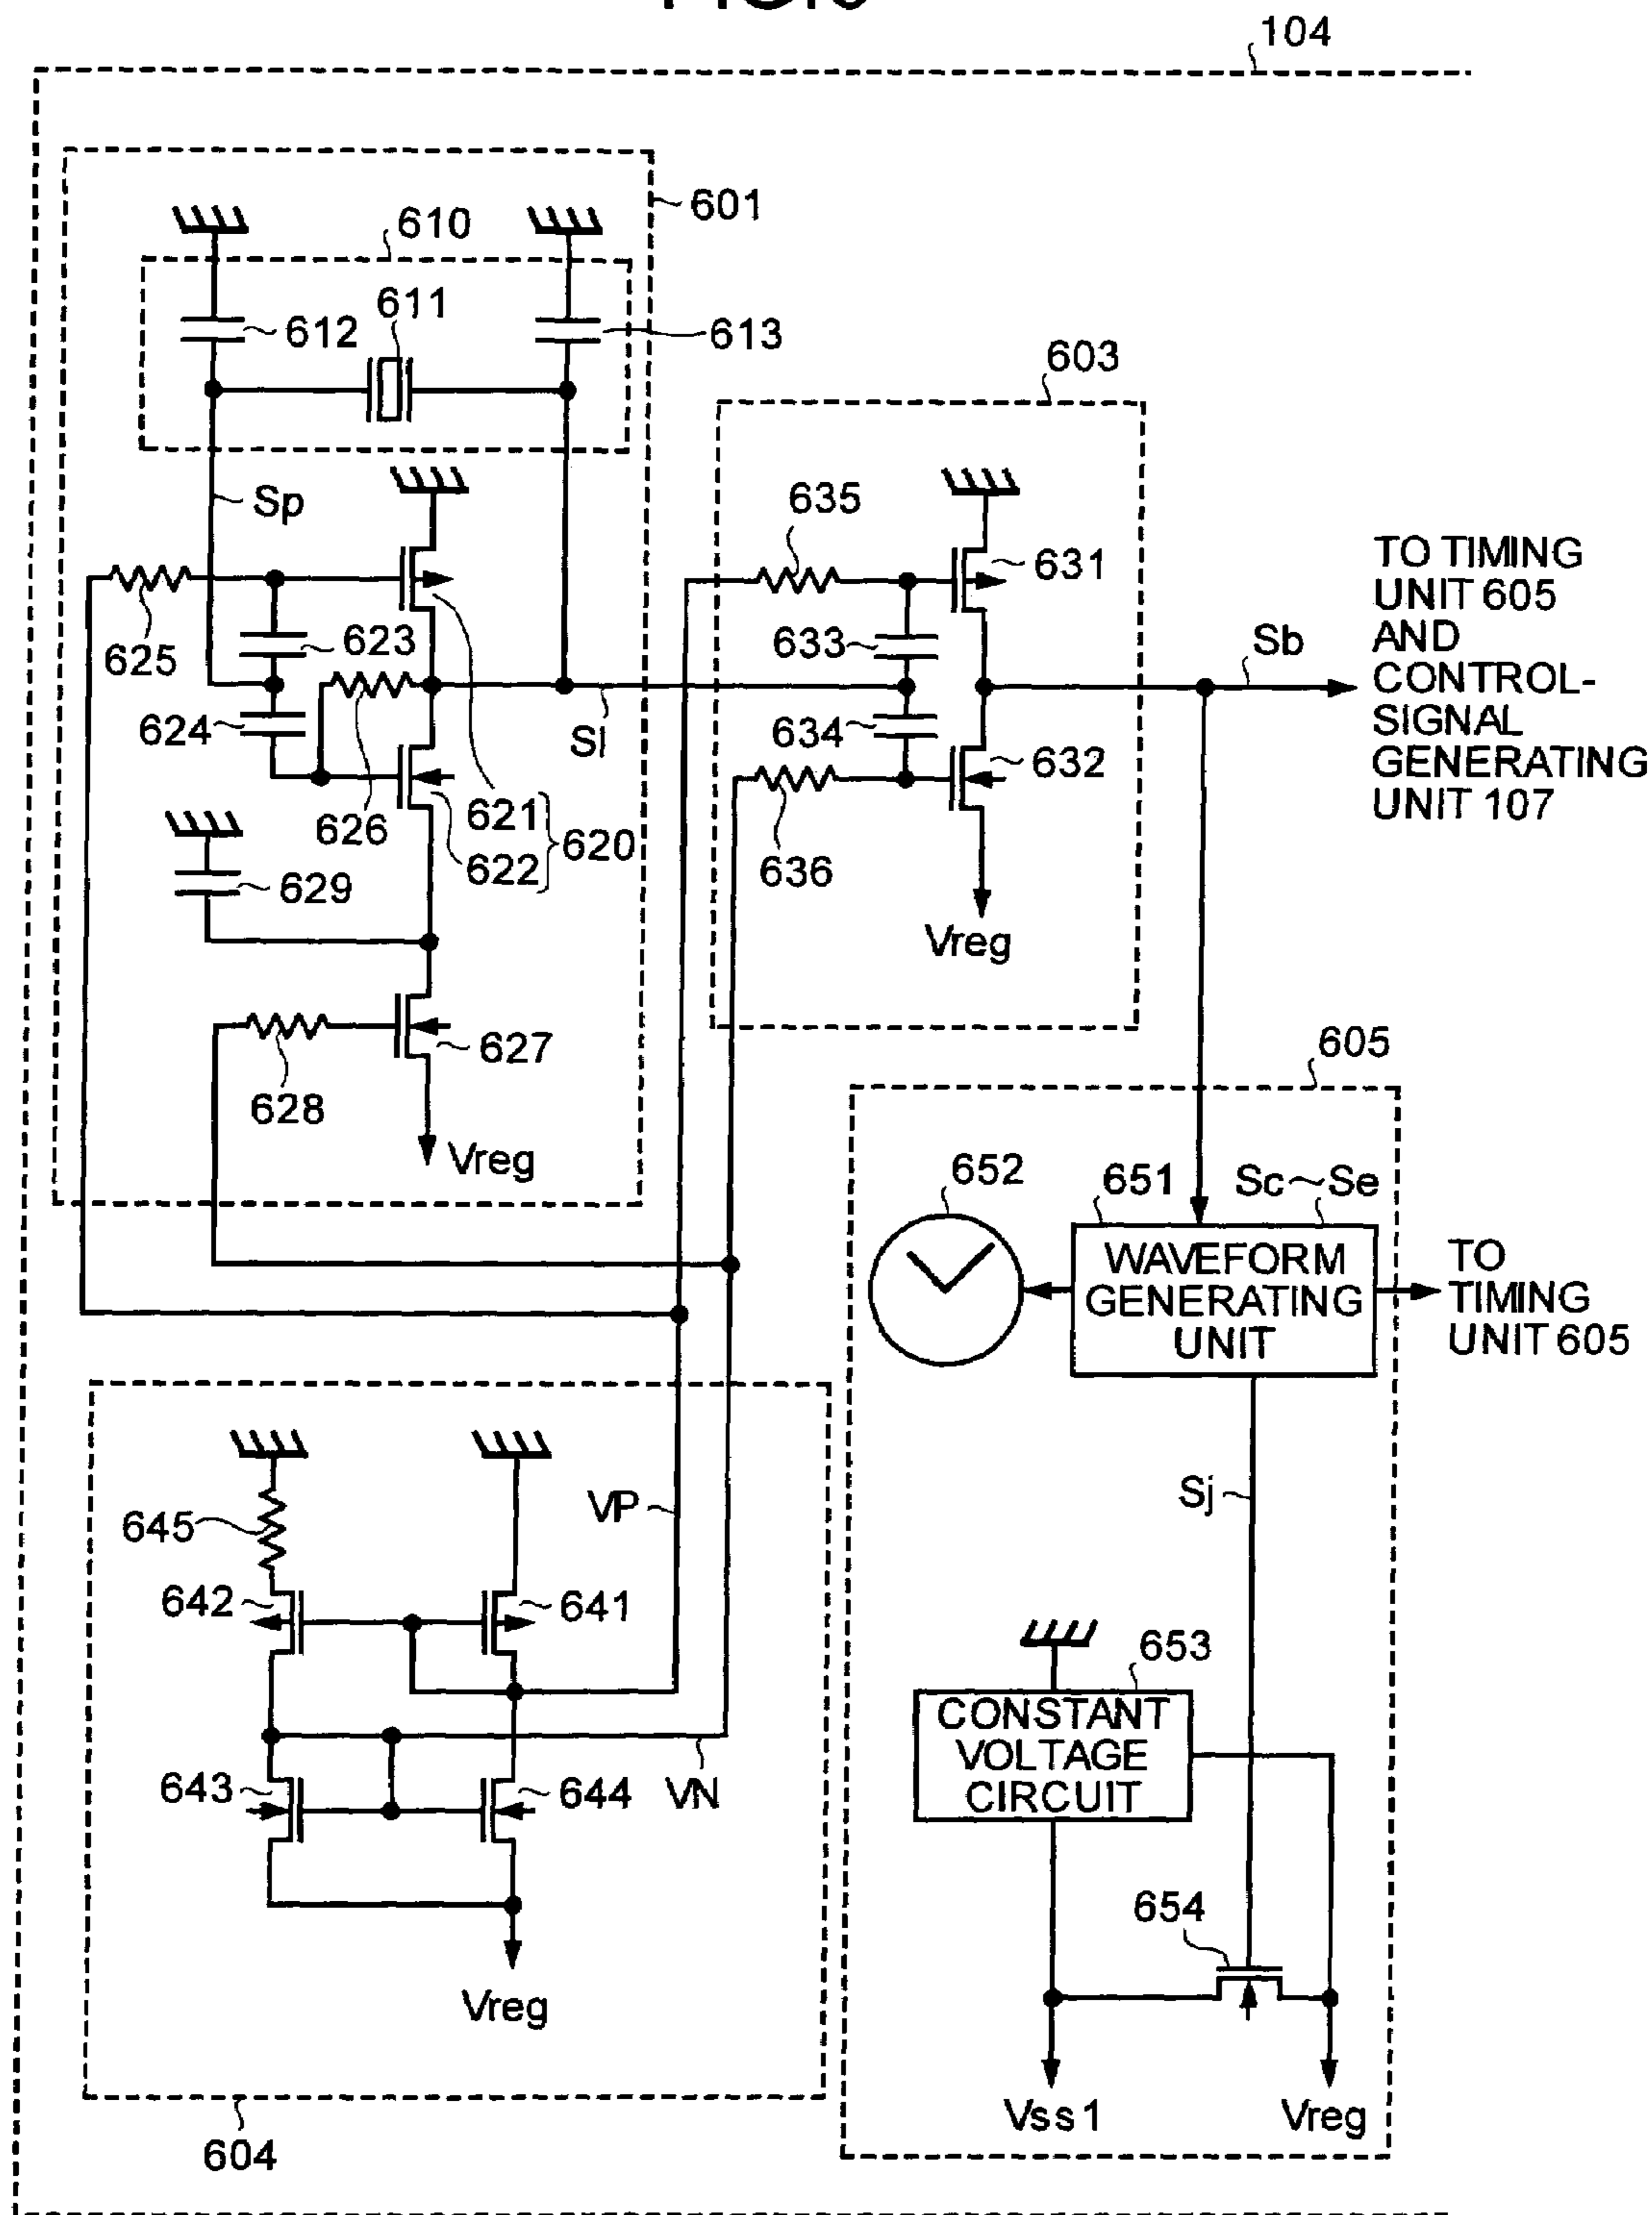 104
601
610
611
612
613
603
Sp
635
631
TO TIMING
UNIT 605
AND
CONTROL-
SIGNAL
GENERATING
UNIT 107
625
623
633
Sb
624
634
SI
632
626
621
622
620
629
636
Vreg
627
628
605
Vreg
652
651
Sc~Se
WAVEFORM
GENERATING
UNIT
TO
TIMING
UNIT 605
VP
Sj
645
642
641
653
CONSTANT
VOLTAGE
CIRCUIT
643
644
VN
654
Vreg
Vss1
Vreg
604